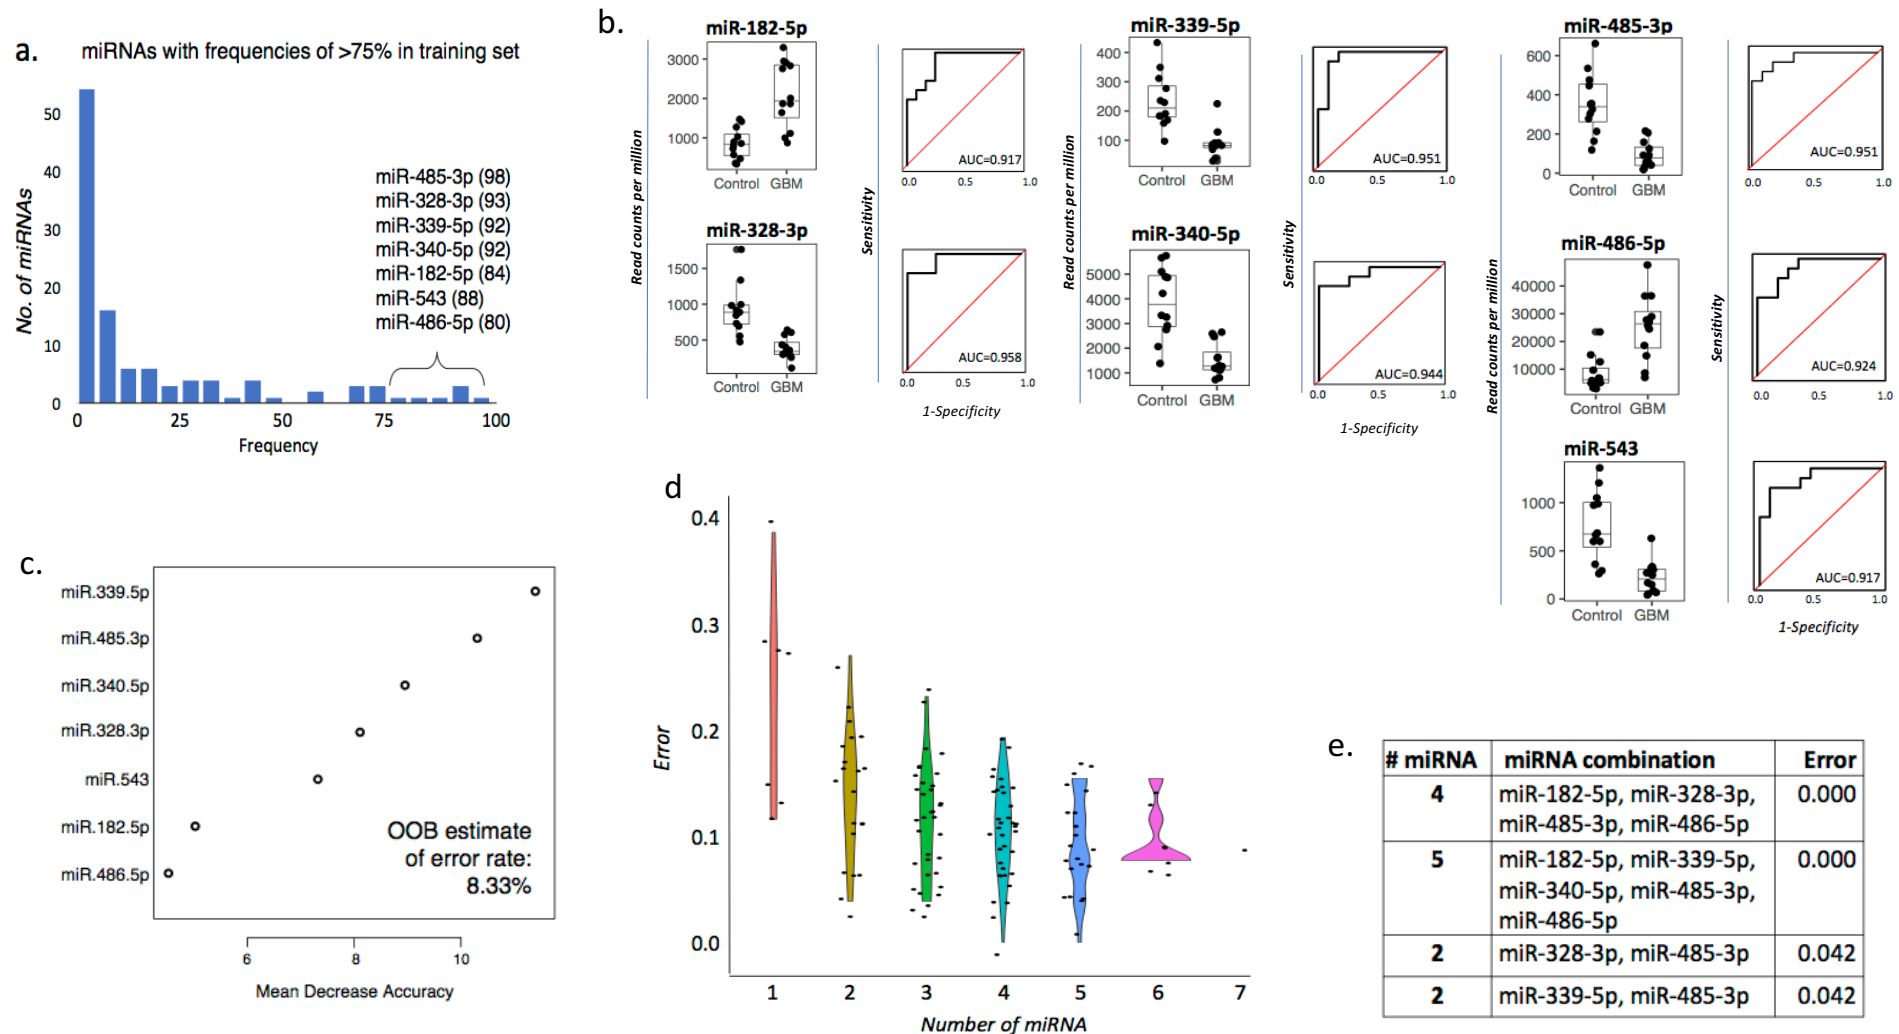 a.
miRNAs with frequencies of >75% in training set
No. of miRNAs
50
40
30
20
10
0
miR-485-3p (98)
miR-328-3p (93)
miR-339-5p (92)
miR-340-5p (92)
miR-182-5p (84)
miR-543 (88)
miR-486-5p (80)
0 25 50 75 100
Frequency
b.
Read counts per million
miR-182-5p
3000
2000
1000
Control GBM
Sensitivity
AUC=0.917
0.0 0.5 1.0
miR-328-3p
1500
1000
500
Control GBM
AUC=0.958
0.0 0.5 1.0
1-Specificity
Read counts per million
miR-339-5p
400
300
200
100
Control GBM
Sensitivity
AUC=0.951
0.0 0.5 1.0
miR-340-5p
5000
4000
3000
2000
1000
Control GBM
AUC=0.944
0.0 0.5 1.0
1-Specificity
Read counts per million
miR-485-3p
600
400
200
0
Control GBM
Sensitivity
AUC=0.951
0.0 0.5 1.0
miR-486-5p
40000
30000
20000
10000
Control GBM
AUC=0.924
0.0 0.5 1.0
miR-543
1000
500
0
Control GBM
AUC=0.917
0.0 0.5 1.0
1-Specificity
c.
miR.339.5p
miR.485.3p
miR.340.5p
miR.328.3p
miR.543
miR.182.5p
miR.486.5p
OOB estimate
of error rate:
8.33%
6 8 10
Mean Decrease Accuracy
d
Error
0.4
0.3
0.2
0.1
0.0
1 2 3 4 5 6 7
Number of miRNA
e.
# miRNA miRNA combination Error
4 miR-182-5p, miR-328-3p, 0.000
miR-485-3p, miR-486-5p
5 miR-182-5p, miR-339-5p, 0.000
miR-340-5p, miR-485-3p,
miR-486-5p
2 miR-328-3p, miR-485-3p 0.042
2 miR-339-5p, miR-485-3p 0.042